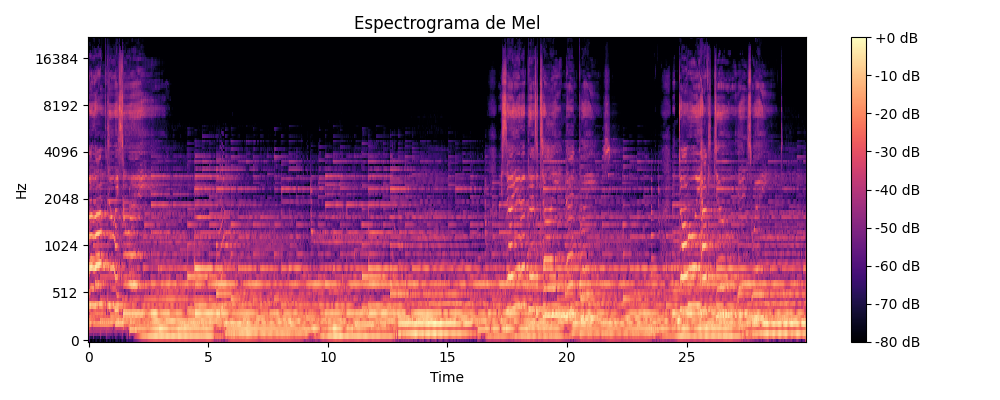 Espectrograma de Mel
Hz
16384
8192
4096
2048
1024
512
0
0 5 10 15 20 25
Time
+0 dB
-10 dB
-20 dB
-30 dB
-40 dB
-50 dB
-60 dB
-70 dB
-80 dB